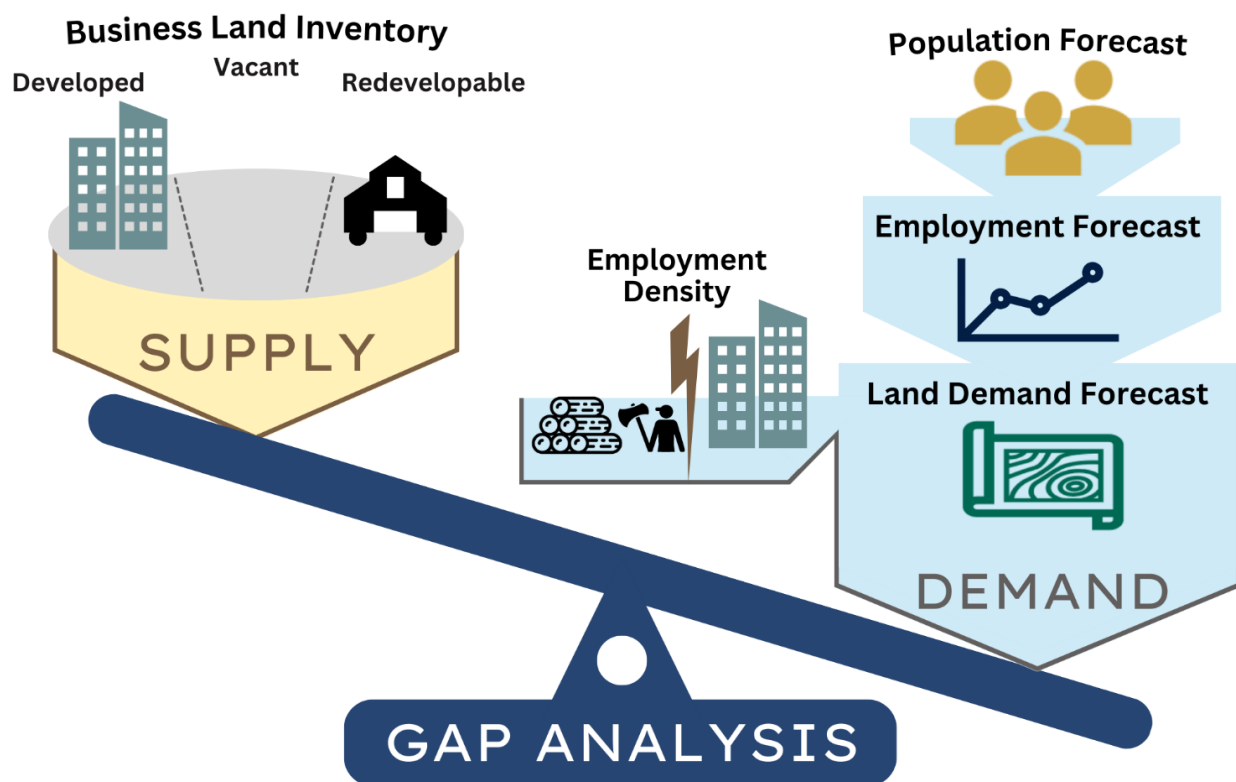 Business Land Inventory
Developed
Vacant
Redevelopable
SUPPLY
Population Forecast
Employment Forecast
Employment
Density
Land Demand Forecast
DEMAND
GAP ANALYSIS